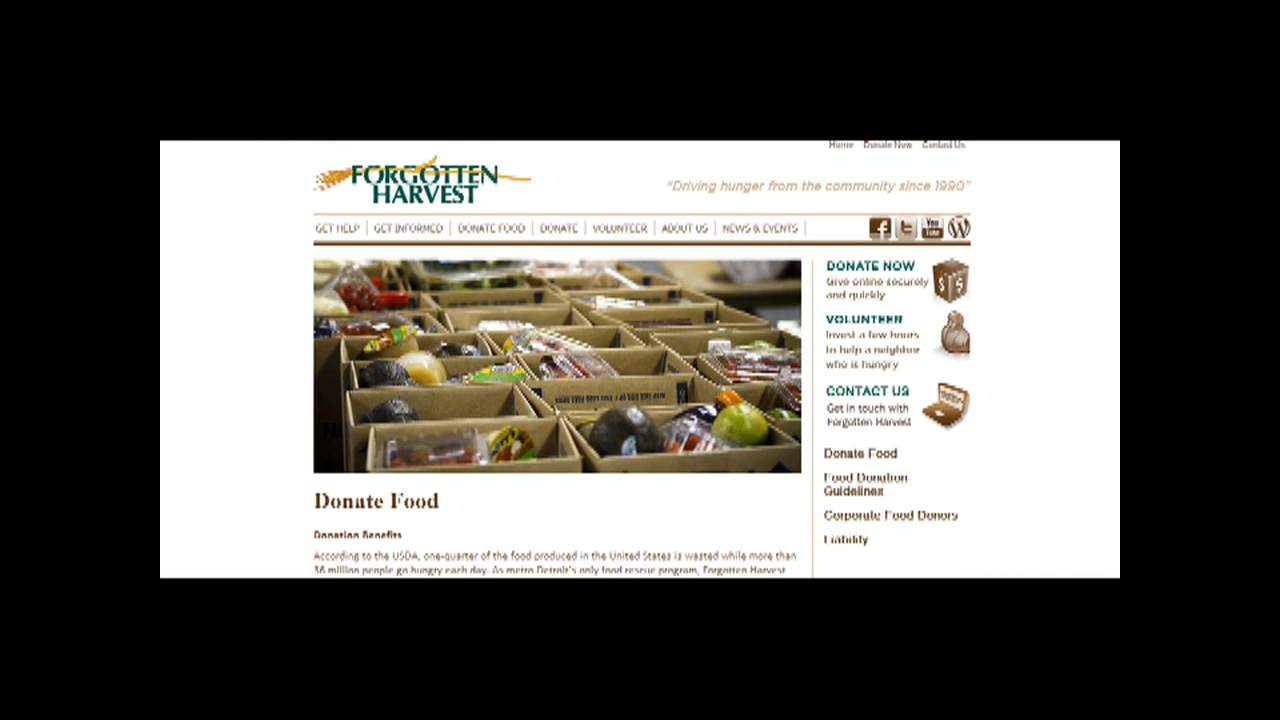 Home Donate Now Contact Us
FORGOTTEN
HARVEST
"Driving hunger from the community since 1990"
GET HELP GET INFORMED DONATE FOOD DONATE VOLUNTEER ABOUT US NEWS & EVENTS
You
Tube
DONATE NOW
Give online securely
and quickly
VOLUNTEER
Invest a few hours
to help a neighbor
who is hungry
CONTACT US
Get in touch with
Forgotten Harvest
Donate Food
Food Donation
Guidelines
Corporate Food Donors
Liability
Donate Food
Donation Benefits
According to the USDA, one-quarter of the food produced in the United States is wasted while more than
36 million people go hungry each day. As metro Detroit's only food rescue program, Forgotten Harvest